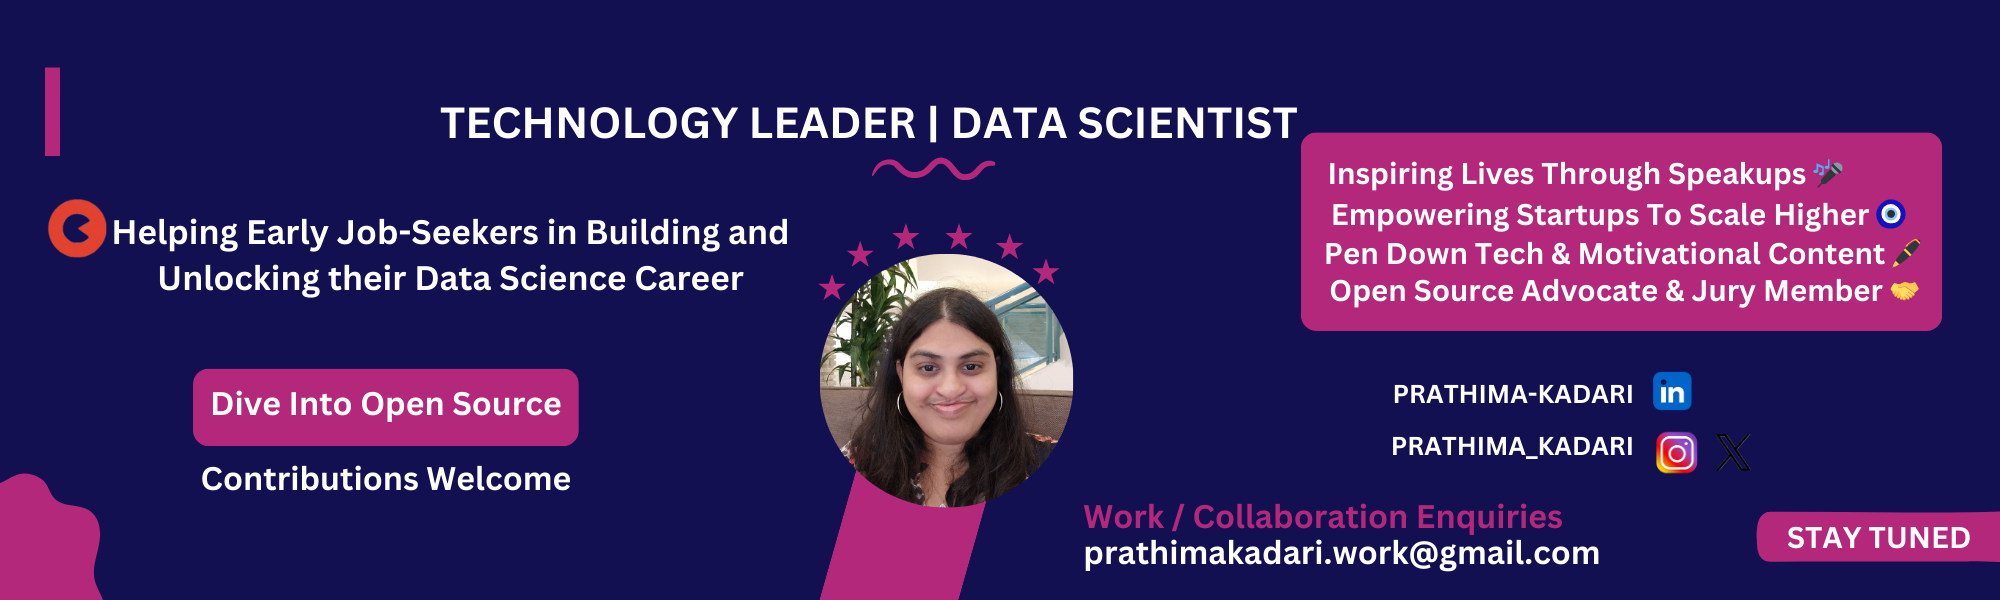 TECHNOLOGY LEADER | DATA SCIENTIST
Helping Early Job-Seekers in Building and
Unlocking their Data Science Career
Dive Into Open Source
Contributions Welcome
Inspiring Lives Through Speakups 🎤
Empowering Startups To Scale Higher 🧿
Pen Down Tech & Motivational Content 🖋️
Open Source Advocate & Jury Member 🤝
PRATHIMA-KADARI in
PRATHIMA_KADARI X
Work / Collaboration Enquiries
prathimakadari.work@gmail.com
STAY TUNED